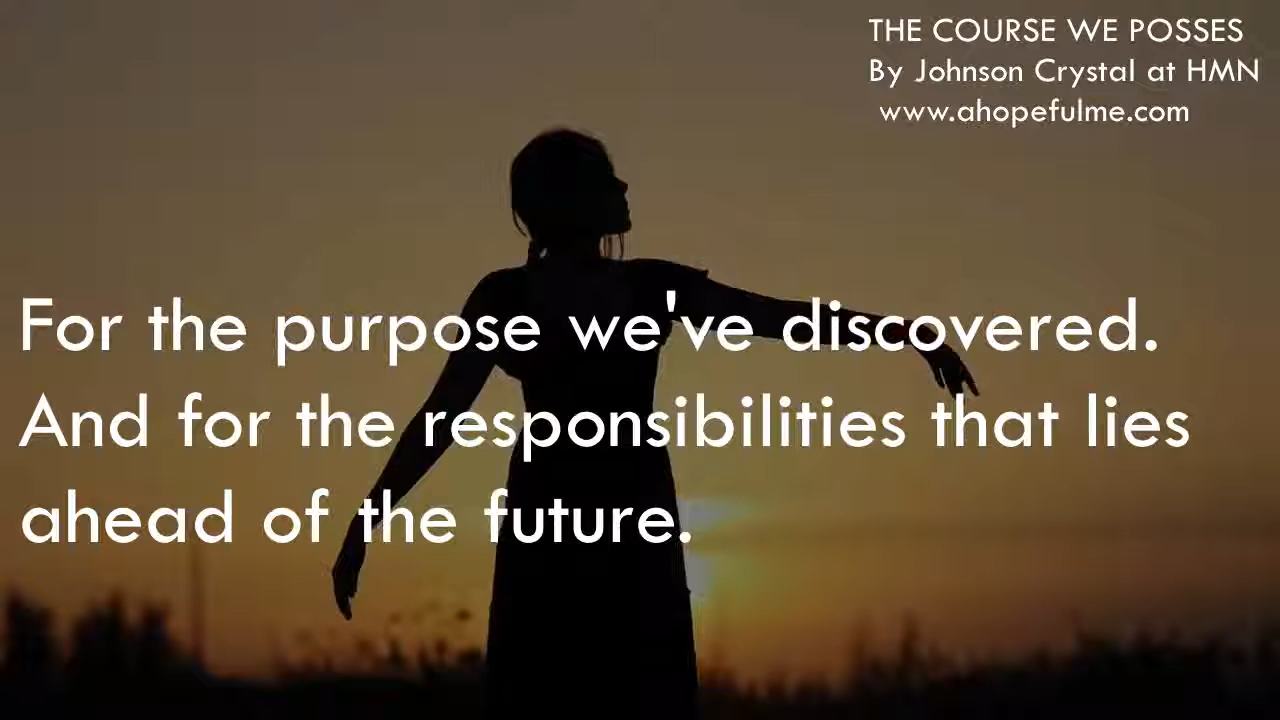 THE COURSE WE POSSES
By Johnson Crystal at HMN
www.ahopefulme.com
For the purpose we've discovered.
And for the responsibilities that lies
ahead of the future.